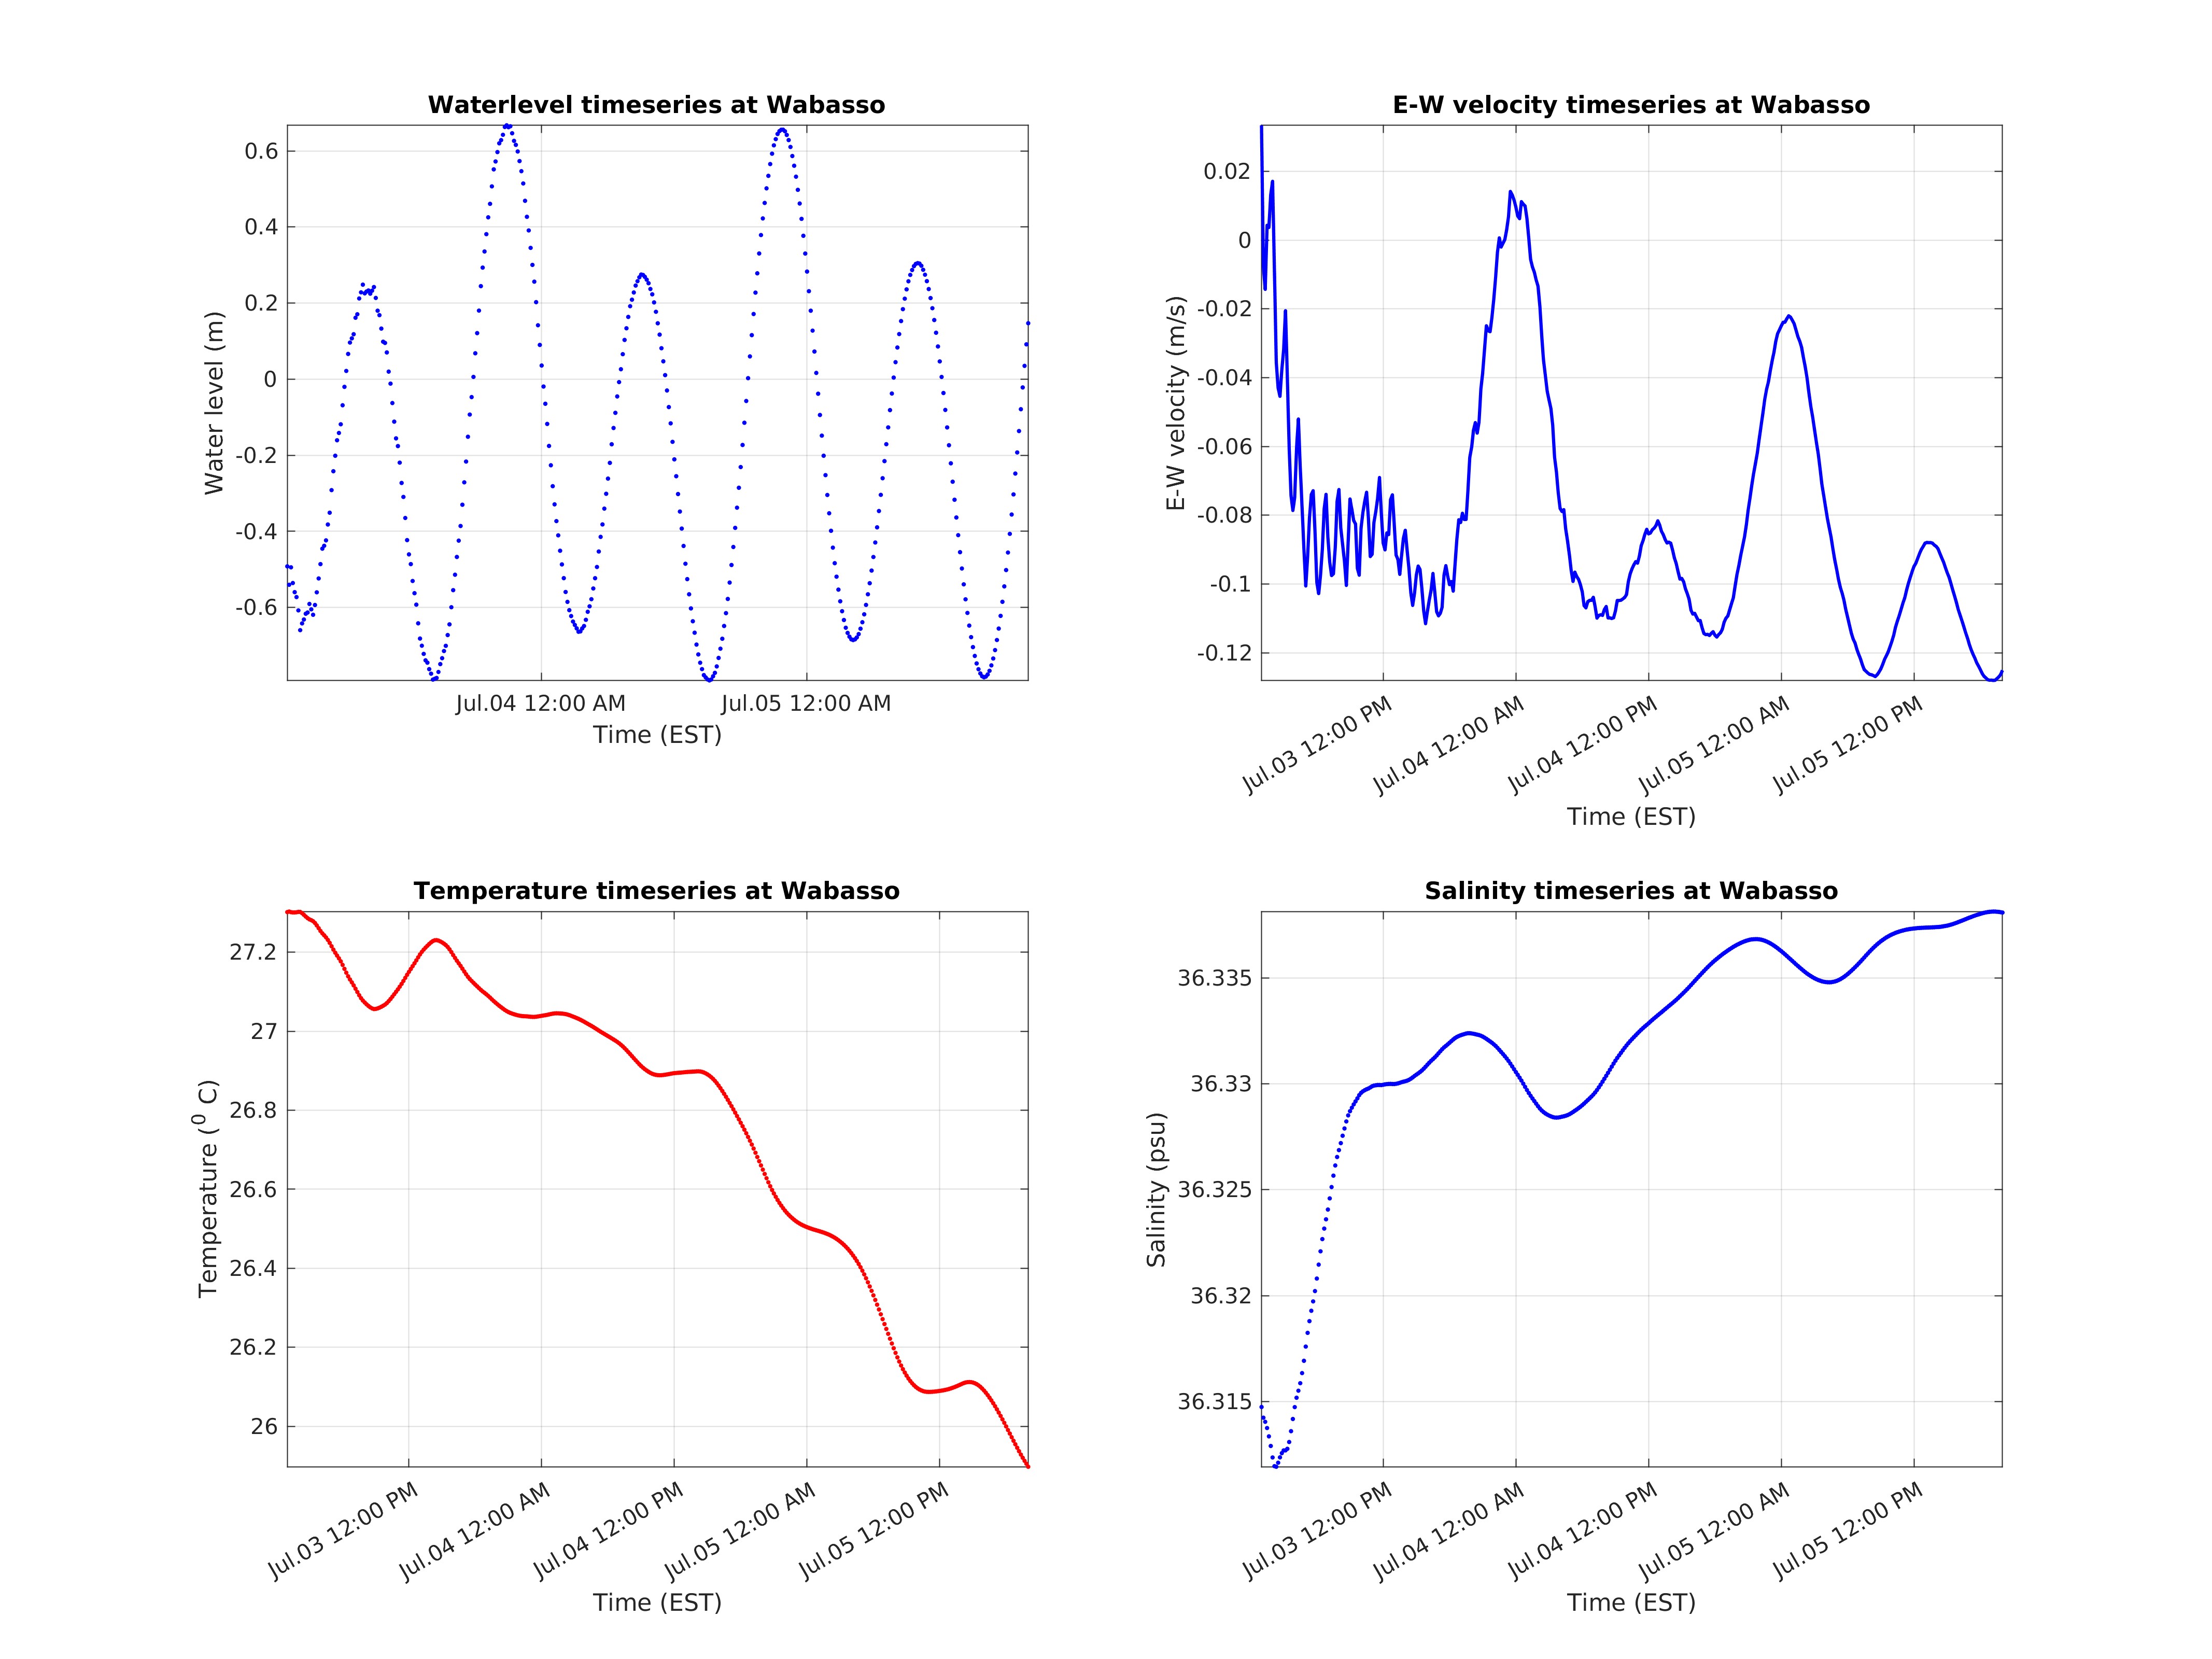 Waterlevel timeseries at Wabasso
0.6
0.4
0.2
0
-0.2
-0.4
-0.6
Water level (m)
Jul.04 12:00 AM
Jul.05 12:00 AM
Time (EST)
E-W velocity timeseries at Wabasso
0.02
0
-0.02
-0.04
-0.06
-0.08
-0.1
-0.12
E-W velocity (m/s)
Jul.03 12:00 PM
Jul.04 12:00 AM
Jul.04 12:00 PM
Jul.05 12:00 AM
Jul.05 12:00 PM
Time (EST)
Temperature timeseries at Wabasso
27.2
27
26.8
26.6
26.4
26.2
26
Temperature (⁰ C)
Jul.03 12:00 PM
Jul.04 12:00 AM
Jul.04 12:00 PM
Jul.05 12:00 AM
Jul.05 12:00 PM
Time (EST)
Salinity timeseries at Wabasso
36.335
36.33
36.325
36.32
36.315
Salinity (psu)
Jul.03 12:00 PM
Jul.04 12:00 AM
Jul.04 12:00 PM
Jul.05 12:00 AM
Jul.05 12:00 PM
Time (EST)